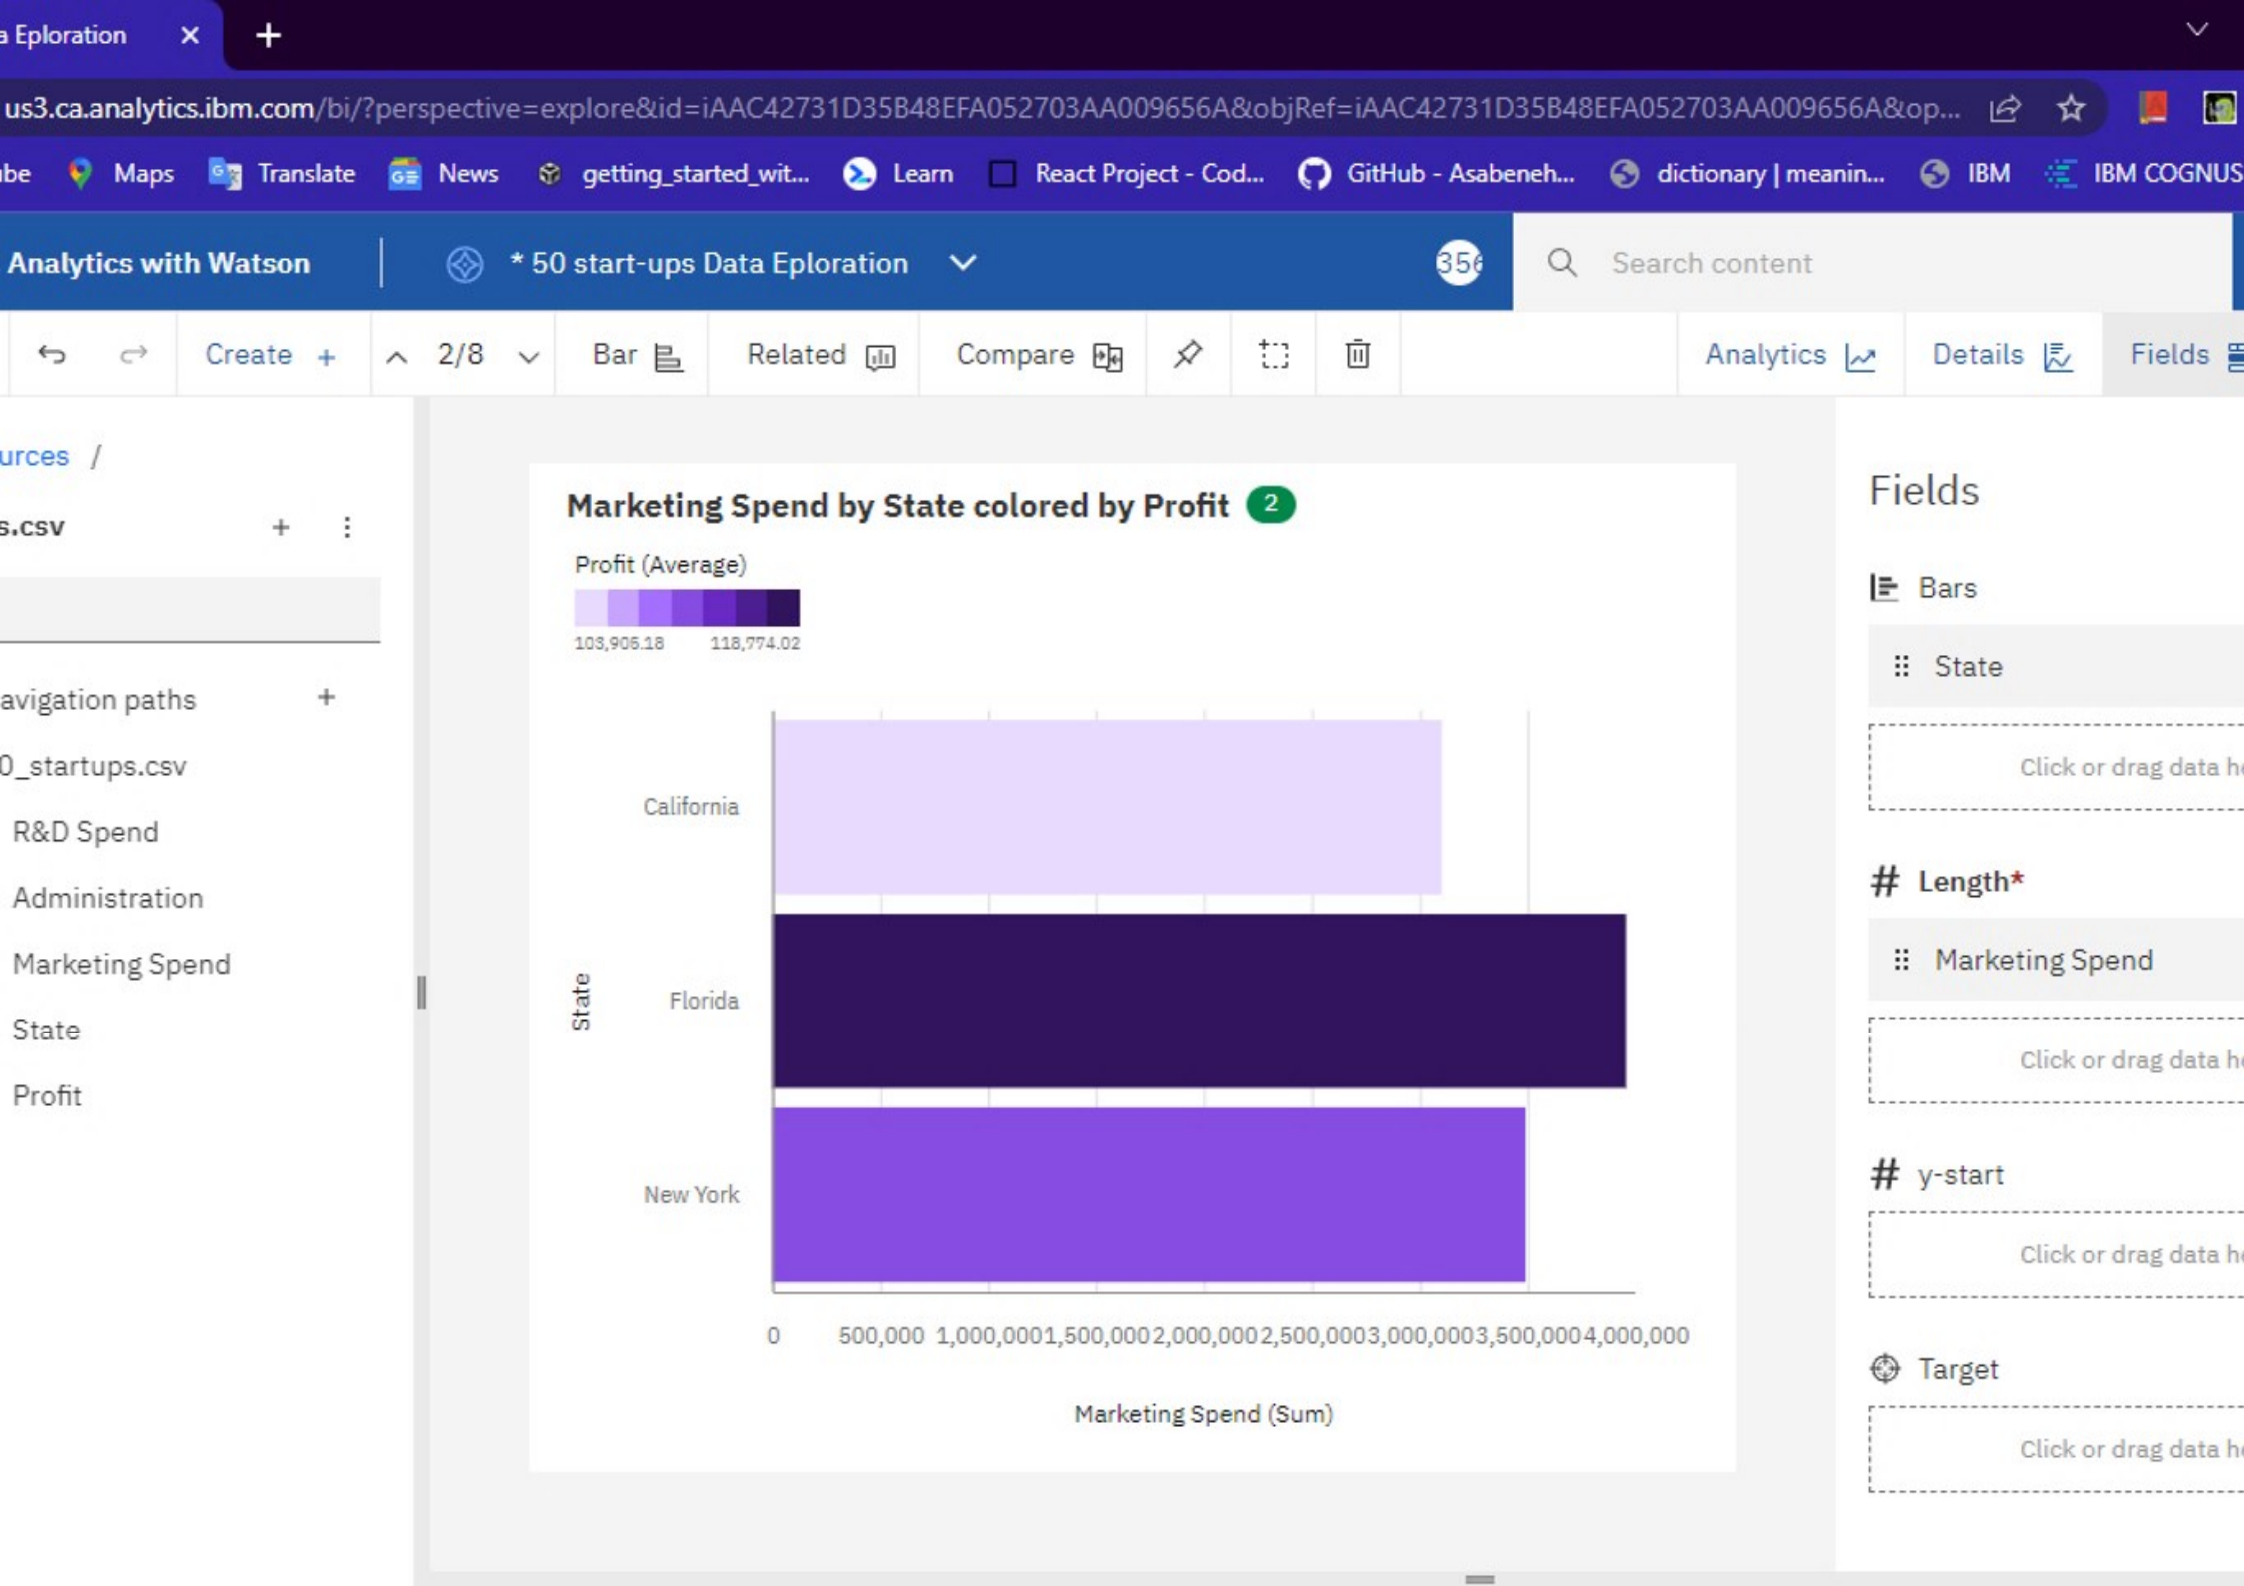 a Eploration
us3.ca.analytics.ibm.com/bi/?perspective=explore&id=iAAC42731D35B48EFA052703AA009656A&objRef=iAAC42731D35B48EFA052703AA009656A&op...
be Maps Translate News getting_started_wit... Learn React Project - Cod... GitHub - Asabeneh... dictionary | meanin... IBM IBM COGNUS
Analytics with Watson * 50 start-ups Data Eploration 356 Search content
Create 2/8 Bar Related Compare Analytics Details Fields
urces /
s.csv
avigation paths
0_startups.csv
R&D Spend
Administration
Marketing Spend
State
Profit
Marketing Spend by State colored by Profit 2
Profit (Average)
103,905.18 118,774.02
California
Florida
New York
State
0 500,000 1,000,000 1,500,000 2,000,000 2,500,000 3,000,000 3,500,000 4,000,000
Marketing Spend (Sum)
Fields
Bars
State
Click or drag data he
# Length*
Marketing Spend
Click or drag data he
# y-start
Click or drag data he
Target
Click or drag data he